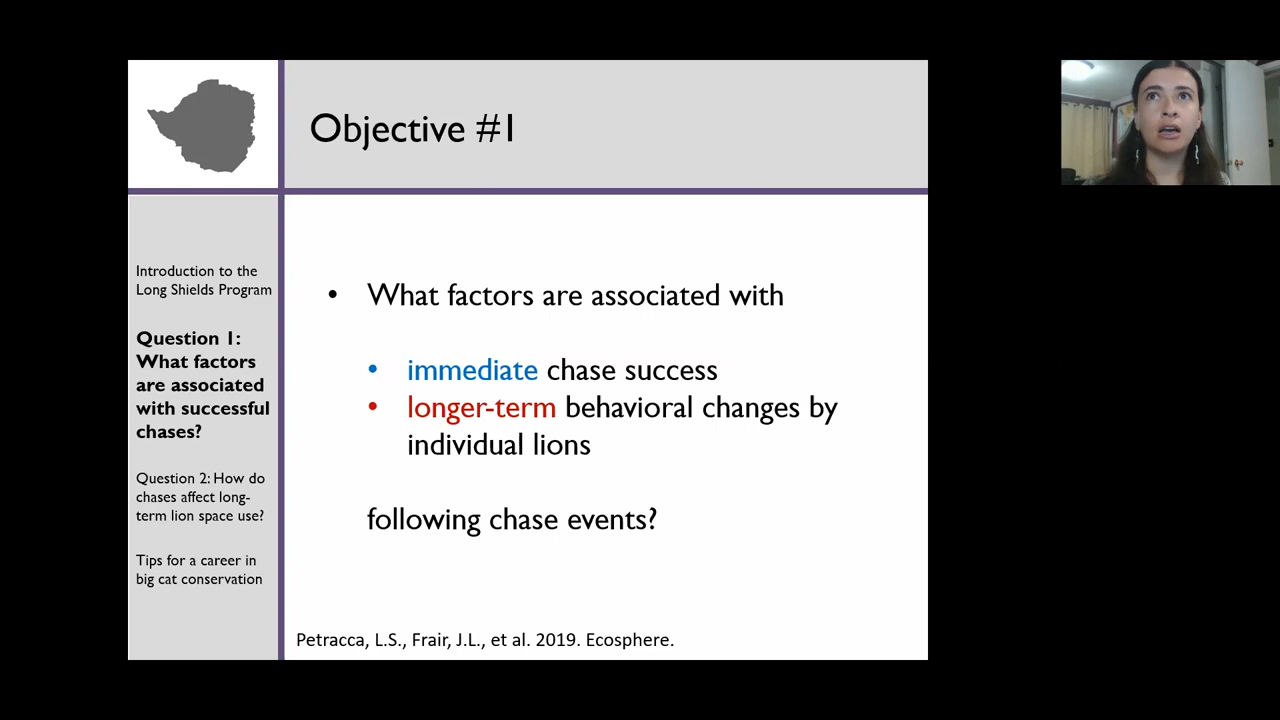 Objective #1
Introduction to the
Long Shields Program
Question 1:
What factors
are associated
with successful
chases?
Question 2: How do
chases affect long-
term lion space use?
Tips for a career in
big cat conservation
• What factors are associated with
• immediate chase success
• longer-term behavioral changes by
individual lions
following chase events?
Petracca, L.S., Frair, J.L., et al. 2019. Ecosphere.